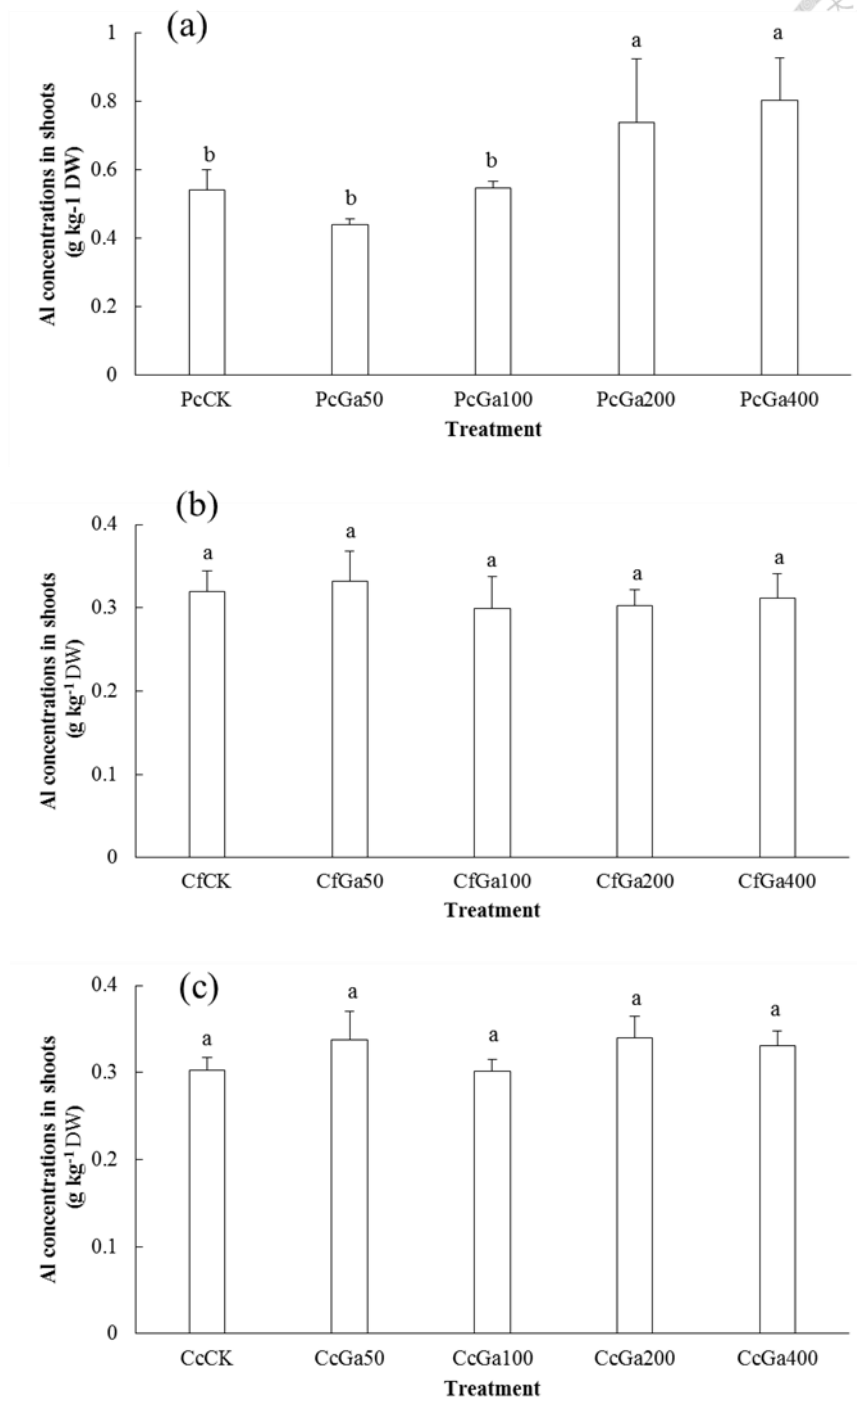 (a)
Al concentrations in shoots
(g kg-1 DW)
1
0.8
0.6
0.4
0.2
0
b
b
b
a
a
PcCK PcGa50 PcGa100 PcGa200 PcGa400
Treatment
(b)
Al concentrations in shoots
(g kg-1 DW)
0.4
0.3
0.2
0.1
0
a
a
a
a
a
CfCK CfGa50 CfGa100 CfGa200 CfGa400
Treatment
(c)
Al concentrations in shoots
(g kg-1 DW)
0.4
0.3
0.2
0.1
0
a
a
a
a
a
CcCK CcGa50 CcGa100 CcGa200 CcGa400
Treatment